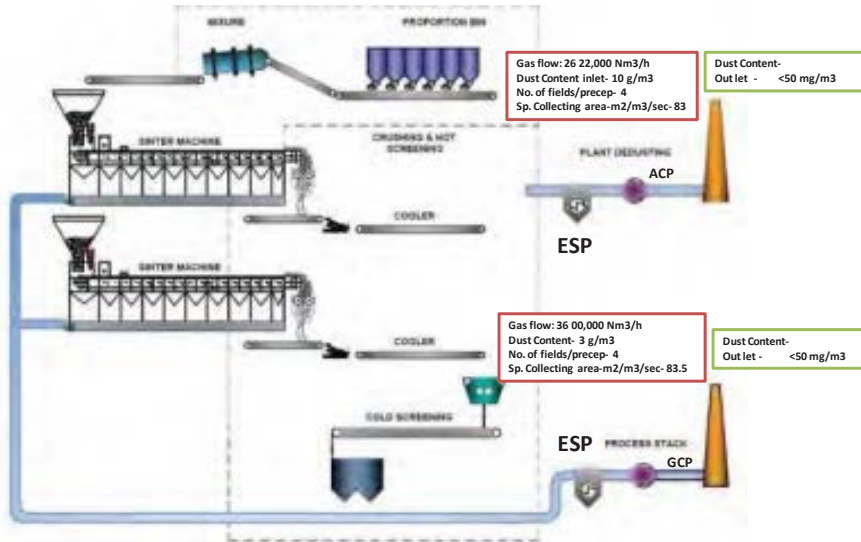 MIXURE
PROPORTION BIN
Gas flow: 26 22,000 Nm3/h
Dust Content inlet- 10 g/m3
No. of fields/precep- 4
Sp. Collecting area-m2/m3/sec- 83
Dust Content-
Out let - <50 mg/m3
SINTER MACHINE
CRUSHING & HOT
SCREENING
PLANT DEDUSTING
ACP
COOLER
ESP
SINTER MACHINE
Gas flow: 36 00,000 Nm3/h
Dust Content- 3 g/m3
No. of fields/precep- 4
Sp. Collecting area-m2/m3/sec- 83.5
Dust Content-
Out let - <50 mg/m3
COOLER
COLD SCREENING
ESP
PROCESS STACK
GCP